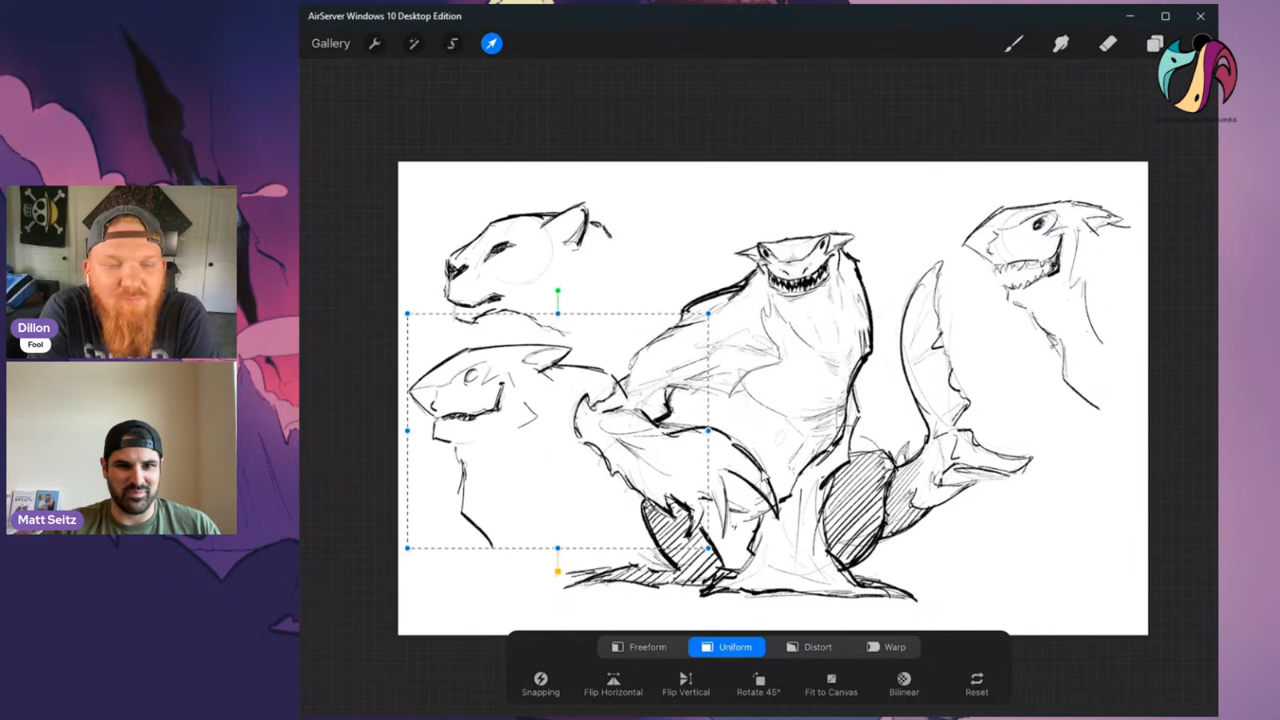 AirServer Windows 10 Desktop Edition
Gallery
Dillon
Fool
Matt Seitz
Freeform
Uniform
Distort
Warp
Snapping
Flip Horizontal
Flip Vertical
Rotate 45°
Fit to Canvas
Bilinear
Reset